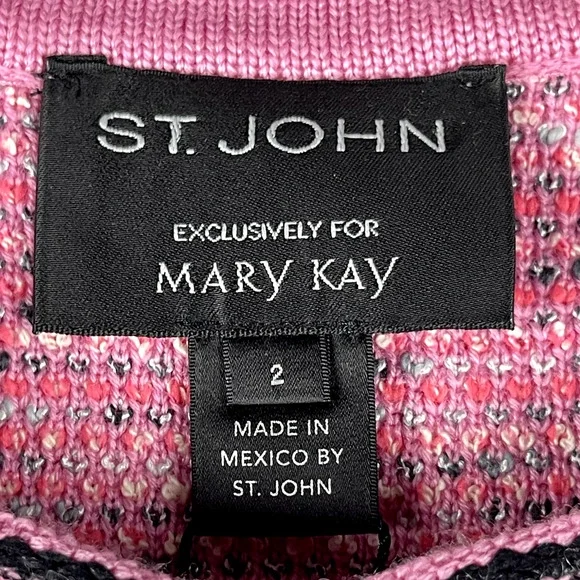 ST. JOHN
EXCLUSIVELY FOR
MARY KAY
2
MADE IN
MEXICO BY
ST. JOHN